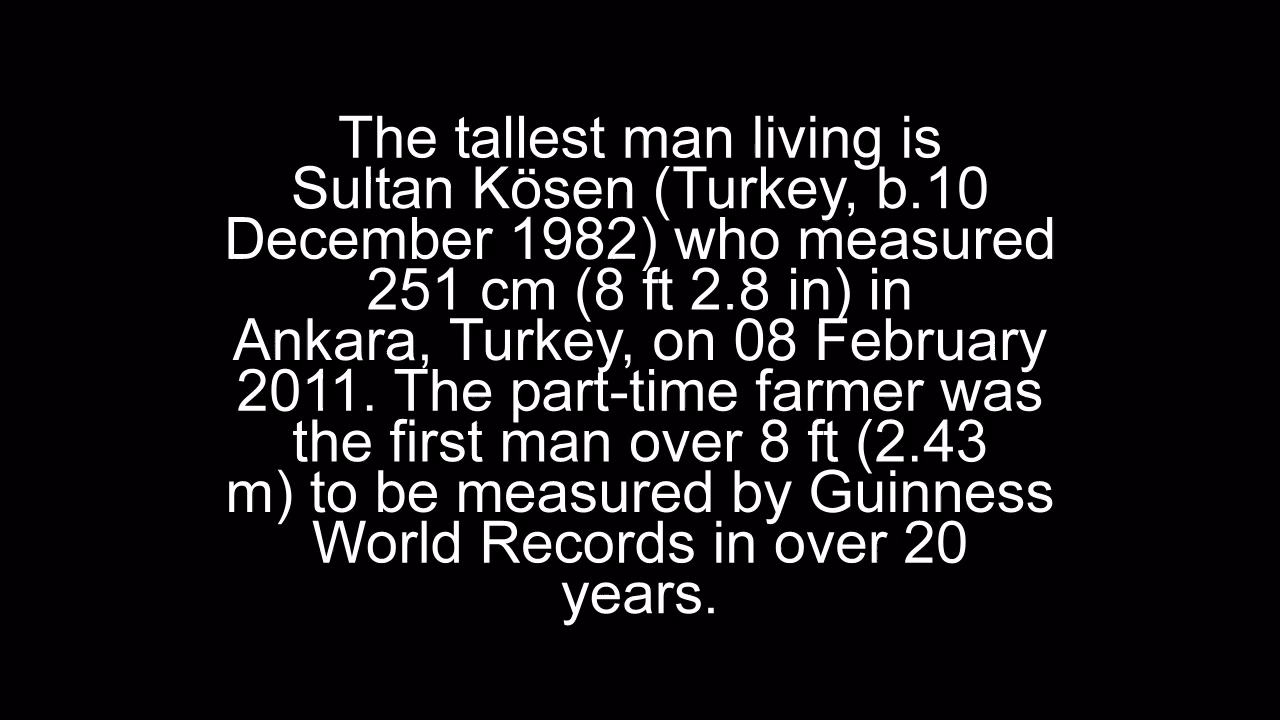 The tallest man living is
Sultan Kösen (Turkey, b.10
December 1982) who measured
251 cm (8 ft 2.8 in) in
Ankara, Turkey, on 08 February
2011. The part-time farmer was
the first man over 8 ft (2.43
m) to be measured by Guinness
World Records in over 20
years.